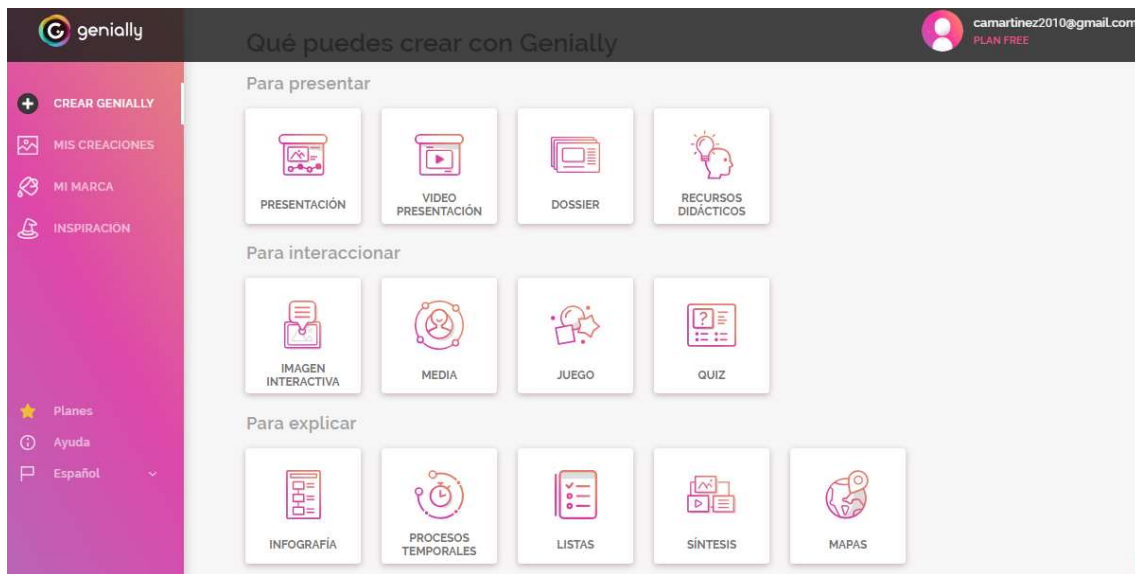 genially
Qué puedes crear con Genially
camartinez2010@gmail.com
PLAN FREE
CREAR GENIALLY
MIS CREACIONES
MI MARCA
INSPIRACIÓN
Planes
Ayuda
Español
Para presentar
PRESENTACIÓN
VIDEO
PRESENTACIÓN
DOSSIER
RECURSOS
DIDÁCTICOS
Para interaccionar
IMAGEN
INTERACTIVA
MEDIA
JUEGO
QUIZ
Para explicar
INFOGRAFÍA
PROCESOS
TEMPORALES
LISTAS
SÍNTESIS
MAPAS